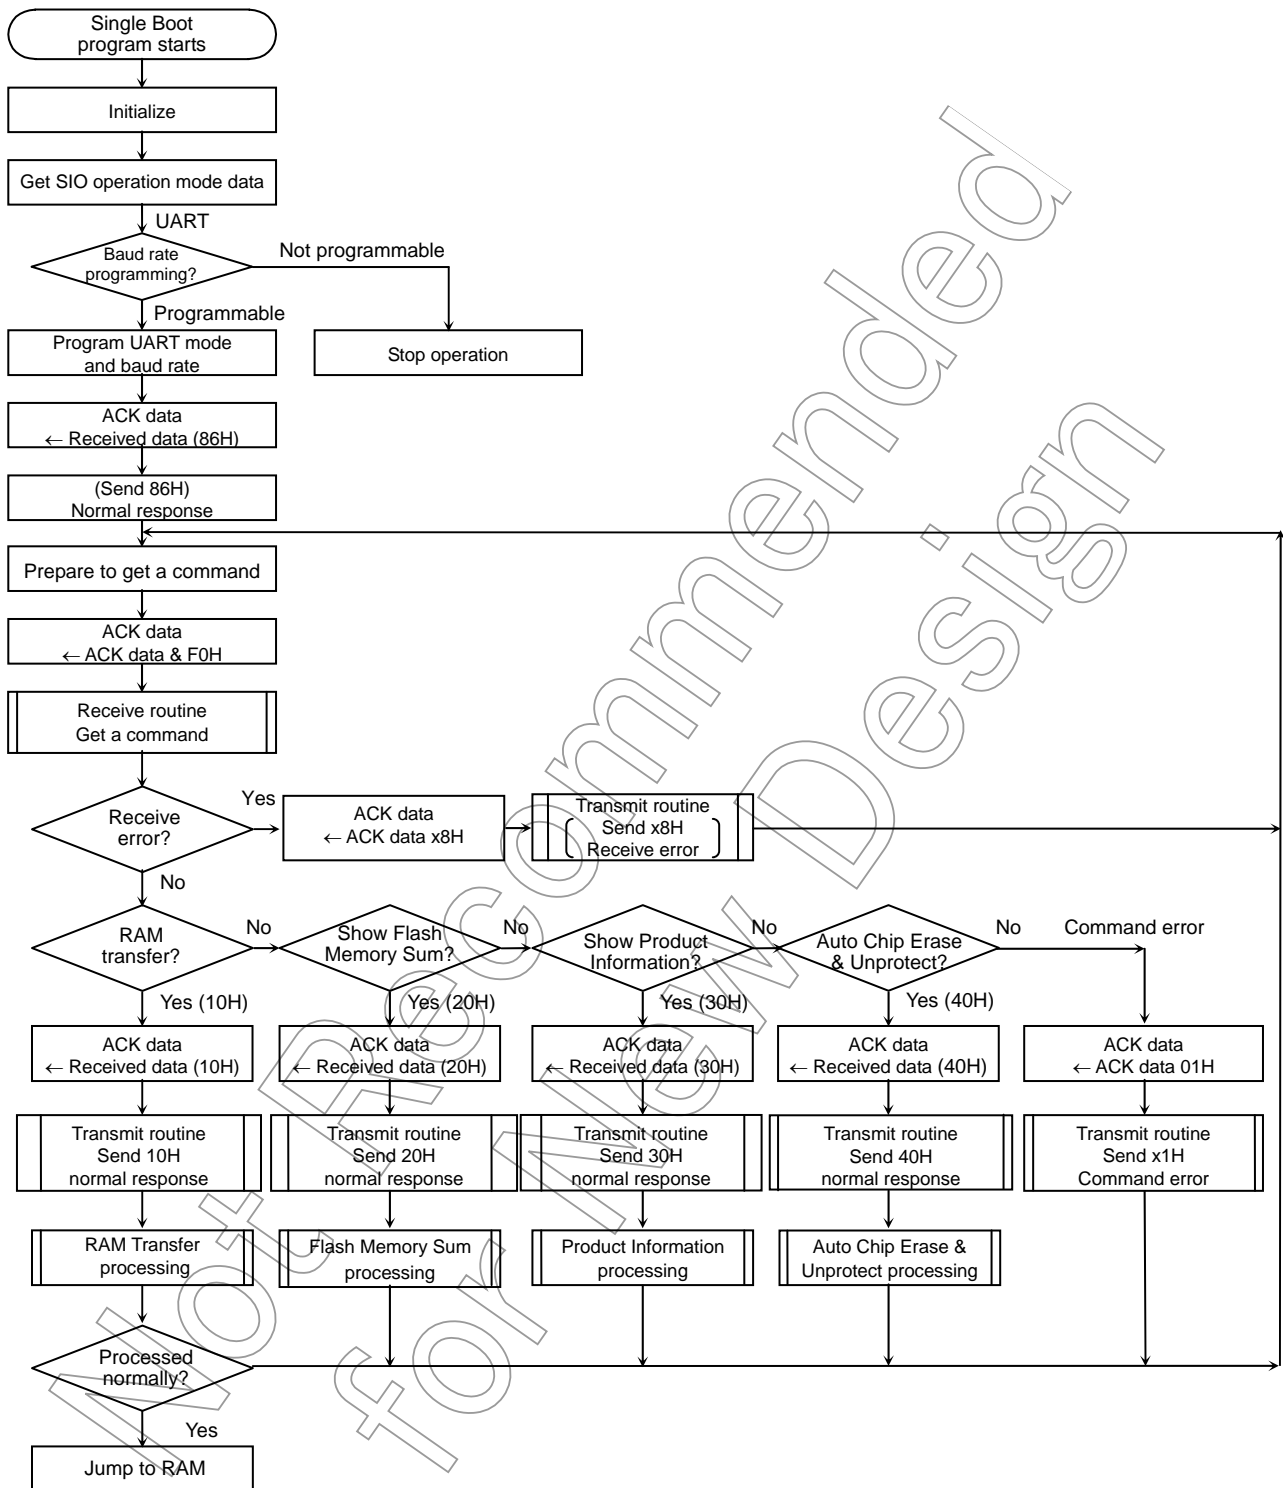 Single Boot
program starts
Initialize
Get SIO operation mode data
UART
Baud rate
programming?
Not programmable
Programmable
Program UART mode
and baud rate
Stop operation
ACK data
← Received data (86H)
(Send 86H)
Normal response
Prepare to get a command
ACK data
← ACK data & F0H
Receive routine
Get a command
Receive
error?
Yes
ACK data
← ACK data x8H
Transmit routine
Send x8H
Receive error
No
RAM
transfer?
No
Show Flash
Memory Sum?
No
Show Product
Information?
No
Auto Chip Erase
& Unprotect?
No
Command error
Yes (10H)
Yes (20H)
Yes (30H)
Yes (40H)
ACK data
← Received data (10H)
ACK data
← Received data (20H)
ACK data
← Received data (30H)
ACK data
← Received data (40H)
ACK data
← ACK data 01H
Transmit routine
Send 10H
normal response
Transmit routine
Send 20H
normal response
Transmit routine
Send 30H
normal response
Transmit routine
Send 40H
normal response
Transmit routine
Send x1H
Command error
RAM Transfer
processing
Flash Memory Sum
processing
Product Information
processing
Auto Chip Erase &
Unprotect processing
Processed
normally?
Yes
Jump to RAM
Not Recommended
for New Design